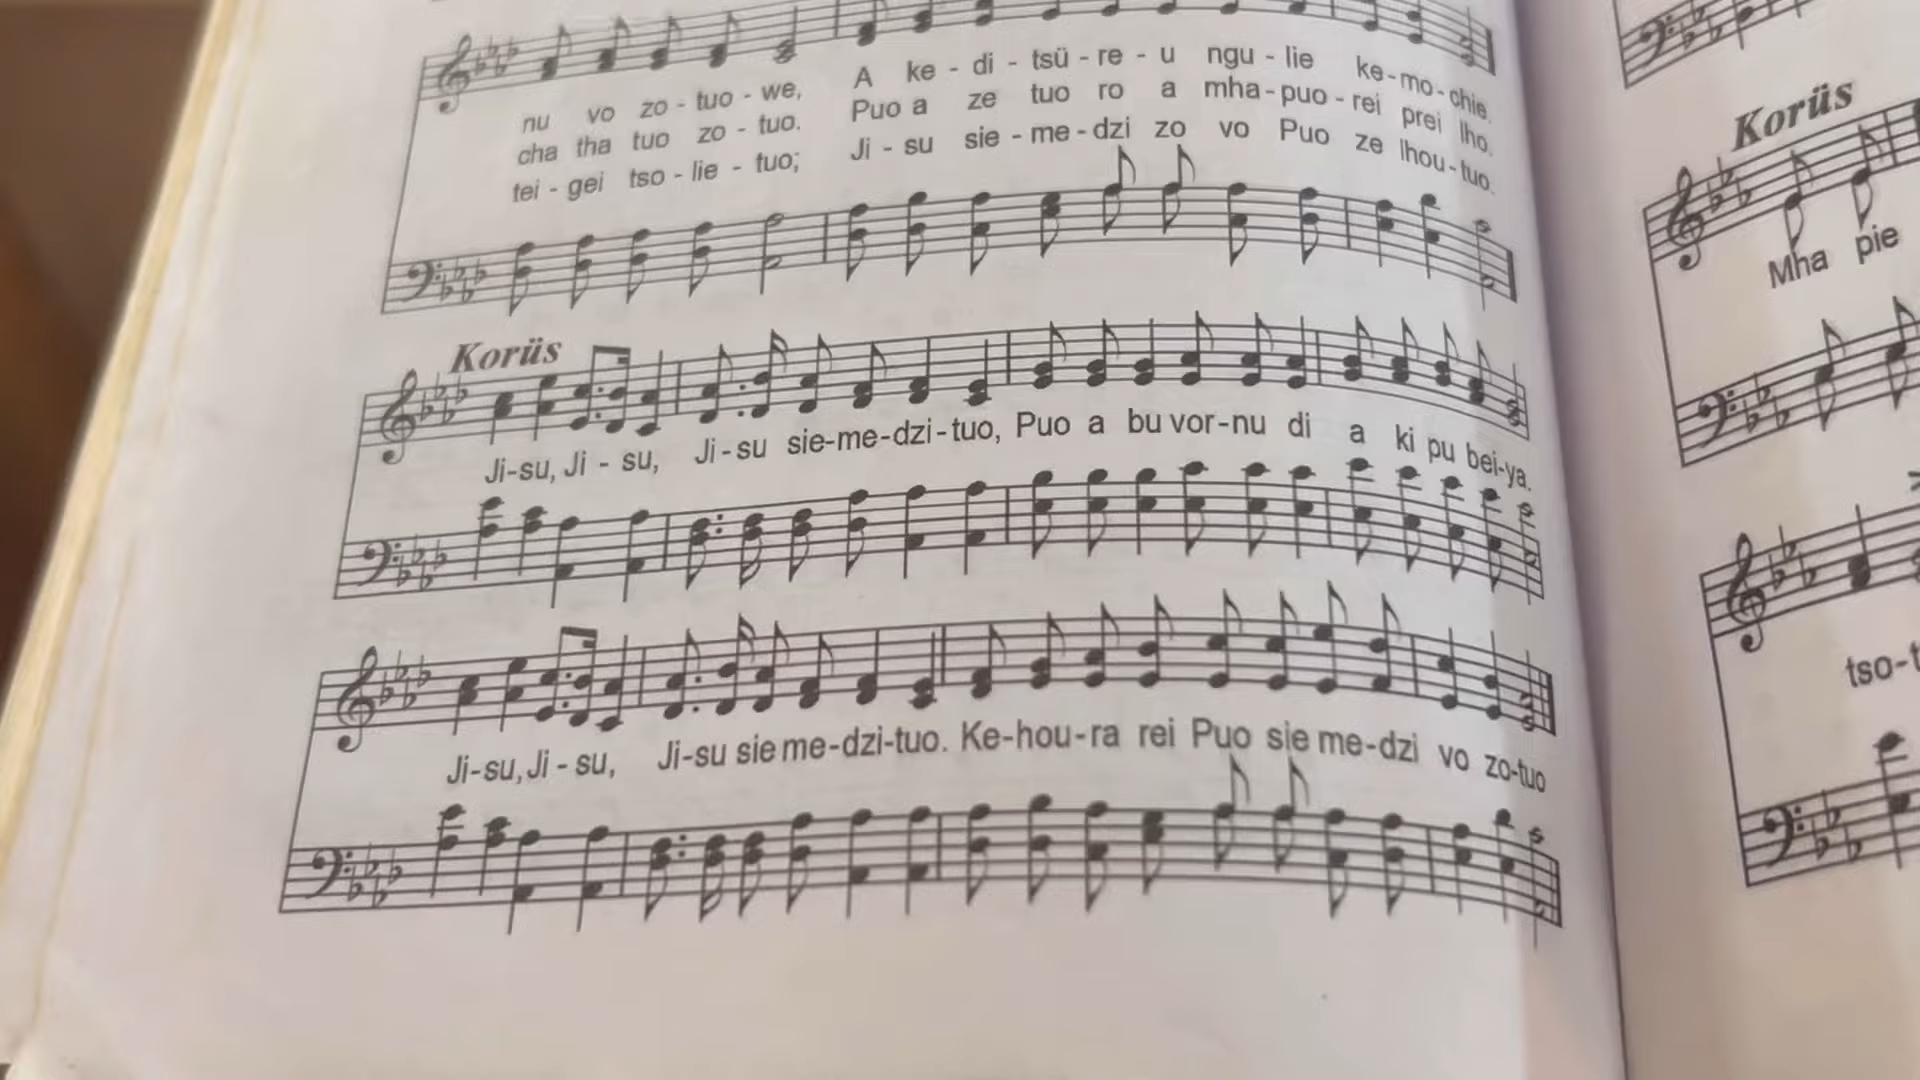 nu vo zo - tuo - we, A ke - di - tsü - re - u ngu - lie ke - mo - chie.
cha tha tuo zo - tuo. Puo a ze tuo ro a mha - puo - rei prei lho.
tei - gei tso - lie - tuo; Ji - su sie - me - dzi zo vo Puo ze lhou - tuo.
Korüs
Ji-su, Ji - su, Ji - su sie-me-dzi-tuo, Puo a bu vor-nu di a ki pu bei-ya.
Ji-su, Ji - su, Ji-su sie me-dzi-tuo. Ke-hou-ra rei Puo sie me-dzi vo zo-tuo
Korüs
Mha pie